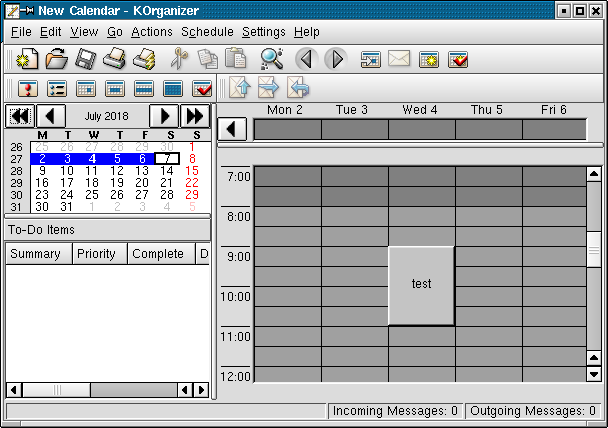 New Calendar - KOrganizer
File Edit View Go Actions Schedule Settings Help
July 2018
M T W T F S S
26 25 26 27 28 29 30 1
27 2 3 4 5 6 7 8
28 9 10 11 12 13 14 15
29 16 17 18 19 20 21 22
30 23 24 25 26 27 28 29
31 30 31 1 2 3 4 5
To-Do Items
Summary Priority Complete D
Mon 2 Tue 3 Wed 4 Thu 5 Fri 6
7:00
8:00
9:00
test
10:00
11:00
12:00
Incoming Messages: 0 Outgoing Messages: 0